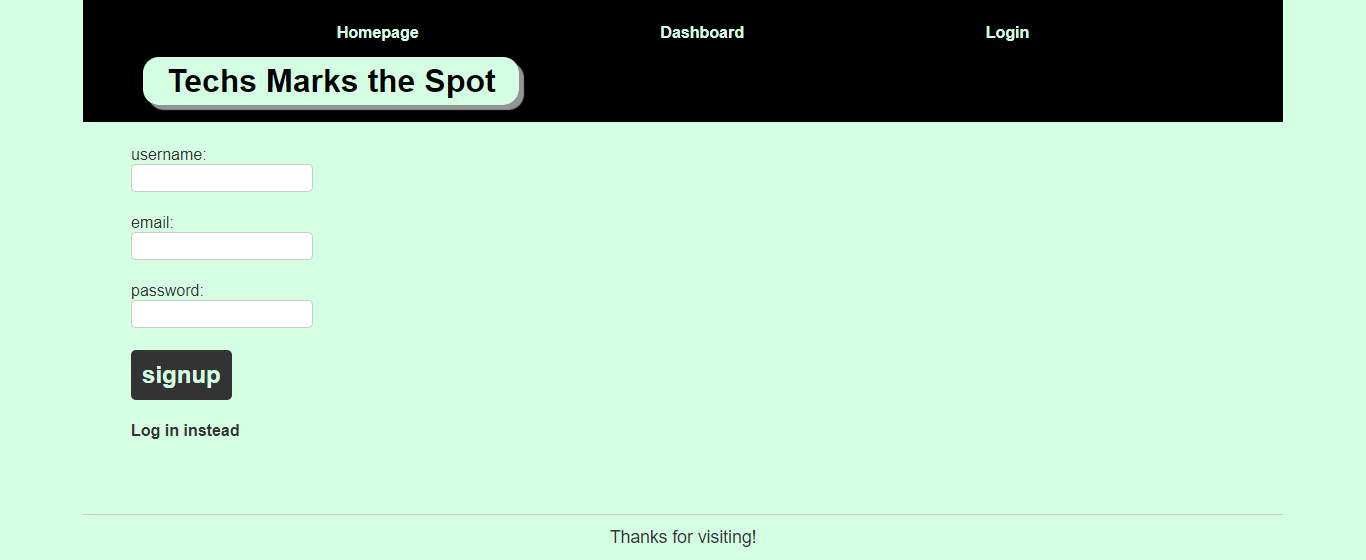 Homepage Dashboard Login
Techs Marks the Spot
username:
email:
password:
signup
Log in instead
Thanks for visiting!